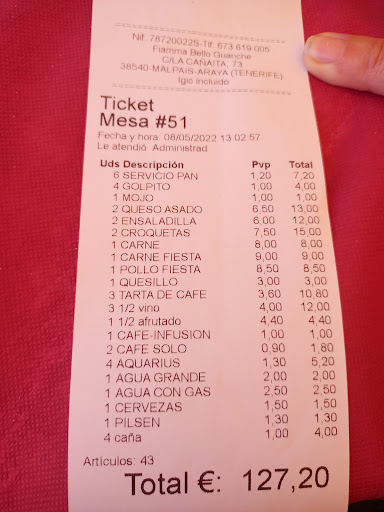 Nif. 78720022S-Tlf. 673 619 005
Fiamma Bello Guanche
C/LA CAÑAITA, 73
38540-MALPAIS-ARAYA (TENERIFE)
Igic incluido
Ticket
Mesa #51
Fecha y hora: 08/05/2022 13:02:57
Le atendió: Administrad
Uds Descripción Pvp Total
6 SERVICIO PAN 1,20 7,20
4 GOLPITO 1,00 4,00
1 MOJO 1,00 1,00
2 QUESO ASADO 6,50 13,00
2 ENSALADILLA 6,00 12,00
2 CROQUETAS 7,50 15,00
1 CARNE 8,00 8,00
1 CARNE FIESTA 9,00 9,00
1 POLLO FIESTA 8,50 8,50
1 QUESILLO 3,00 3,00
3 TARTA DE CAFE 3,60 10,80
3 1/2 vino 4,00 12,00
1 1/2 afrutado 4,40 4,40
1 CAFE-INFUSION 1,00 1,00
2 CAFE SOLO 0,90 1,80
4 AQUARIUS 1,30 5,20
1 AGUA GRANDE 2,00 2,00
1 AGUA CON GAS 2,50 2,50
1 CERVEZAS 1,50 1,50
1 PILSEN 1,30 1,30
4 caña 1,00 4,00
Artículos: 43
Total €: 127,20